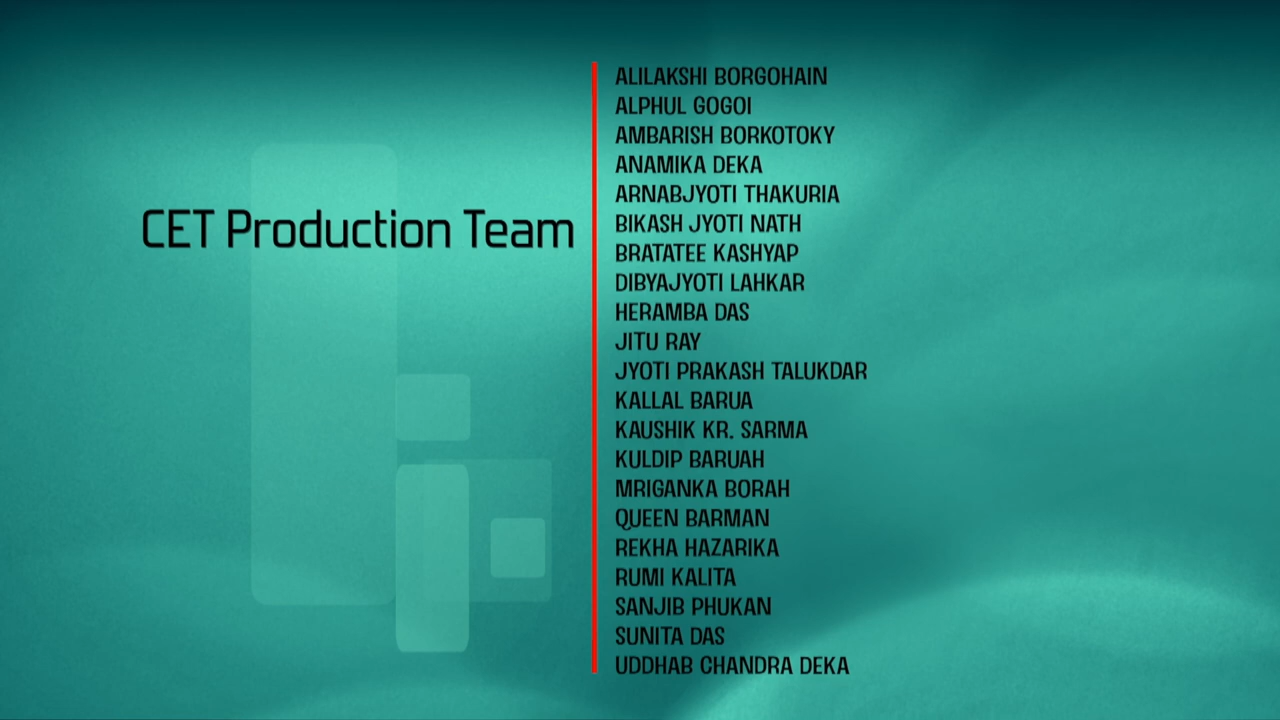 CET Production Team
ALILAKSHI BORGOHAIN
ALPHUL GOGOI
AMBARISH BORKOTOKY
ANAMIKA DEKA
ARNABJYOTI THAKURIA
BIKASH JYOTI NATH
BRATATEE KASHYAP
DIBYAJYOTI LAHKAR
HERAMBA DAS
JITU RAY
JYOTI PRAKASH TALUKDAR
KALLAL BARUA
KAUSHIK KR. SARMA
KULDIP BARUAH
MRIGANKA BORAH
QUEEN BARMAN
REKHA HAZARIKA
RUMI KALITA
SANJIB PHUKAN
SUNITA DAS
UDDHAB CHANDRA DEKA